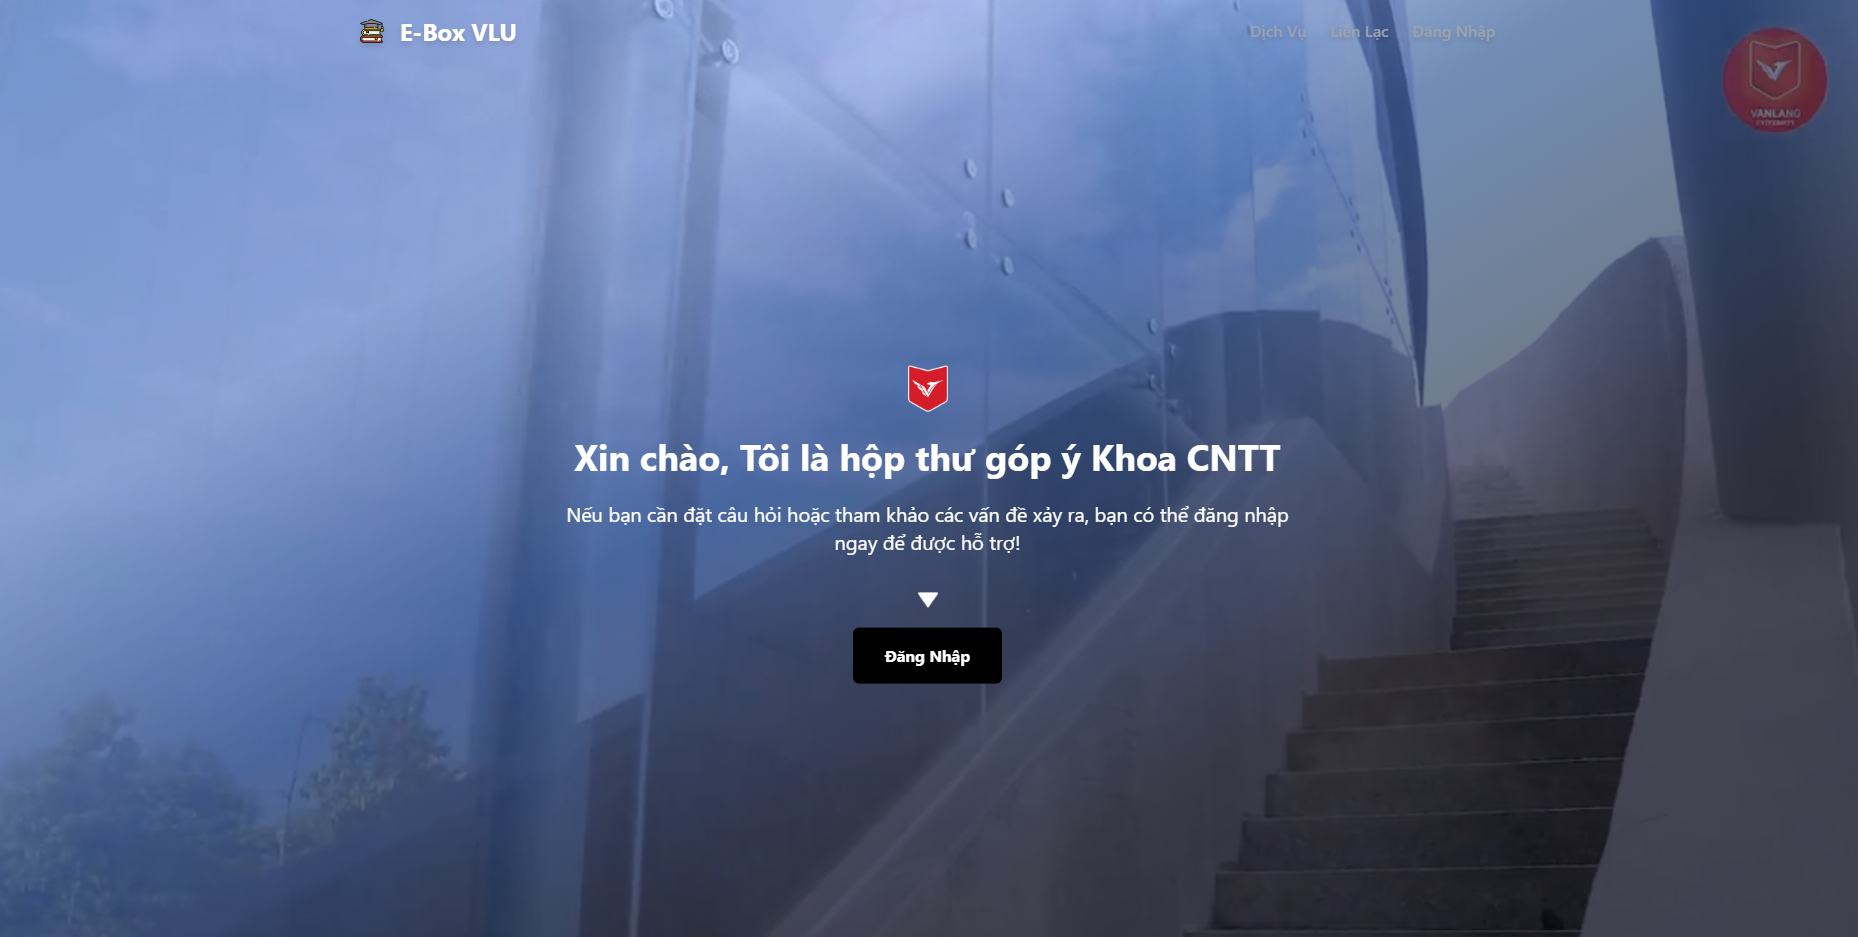 E-Box VLU
Dịch Vụ
Liên Lạc
Đăng Nhập
VANLANG
UNIVERSITY
Xin chào, Tôi là hộp thư góp ý Khoa CNTT
Nếu bạn cần đặt câu hỏi hoặc tham khảo các vấn đề xảy ra, bạn có thể đăng nhập
ngay để được hỗ trợ!
Đăng Nhập